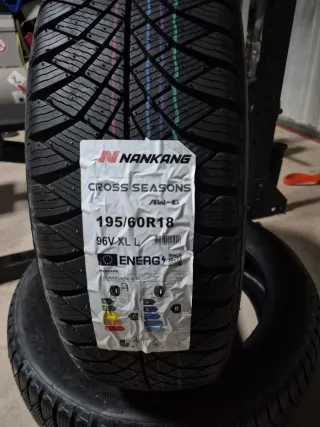 NANKANG
CROSS SEASONS
AW-6
195/60R18
96V XL L
ENERG